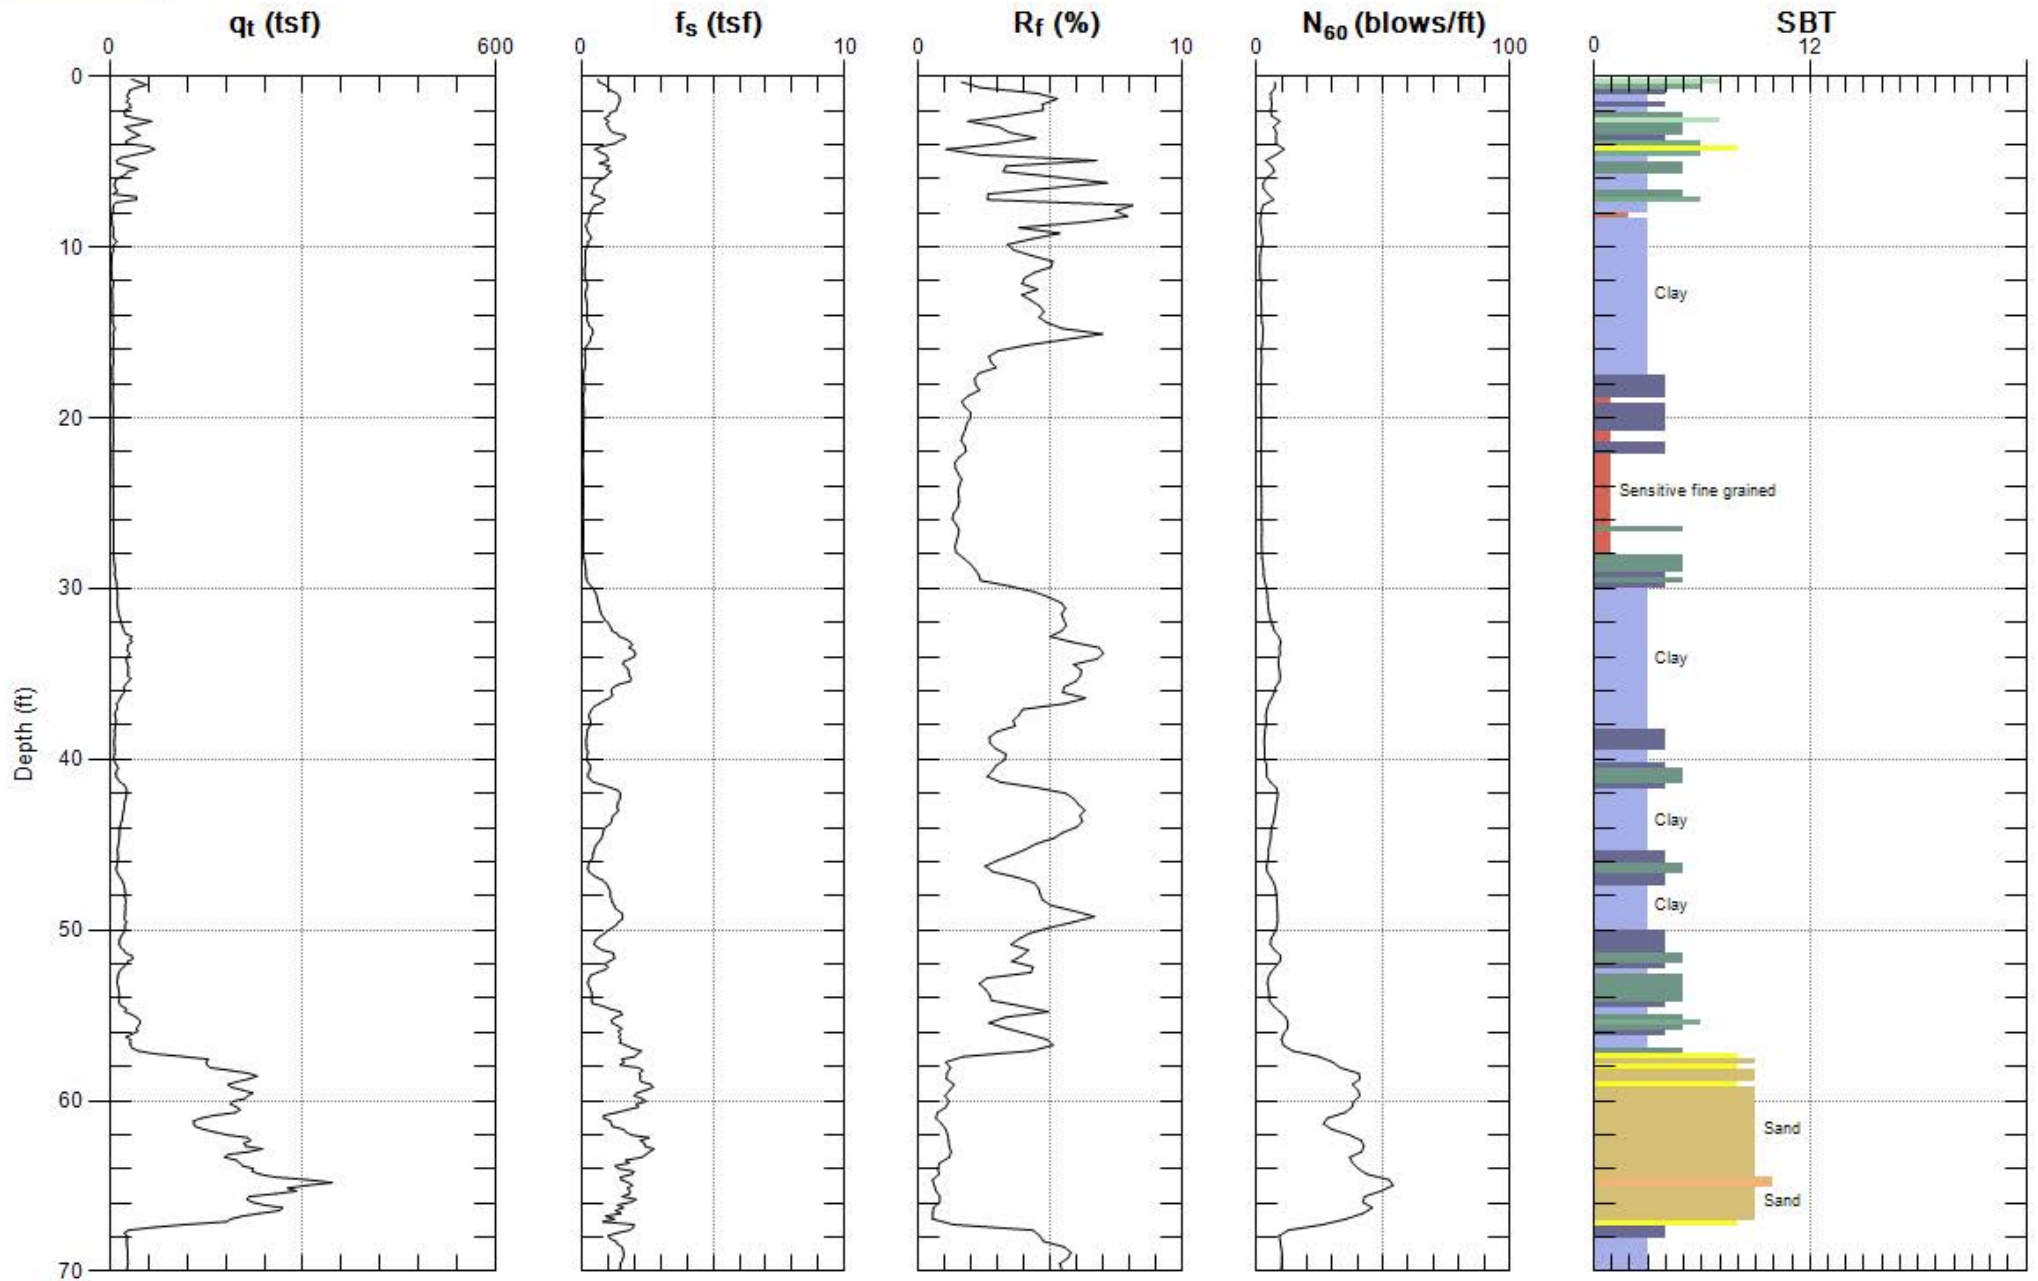 qt (tsf) fs (tsf) Rf (%) N60 (blows/ft) SBT
0 600 0 10 0 10 0 100 0 12
0
10
Clay
20
Sensitive fine grained
30
Clay
Depth (ft)
40
Clay
Clay
50
60
Sand
Sand
70